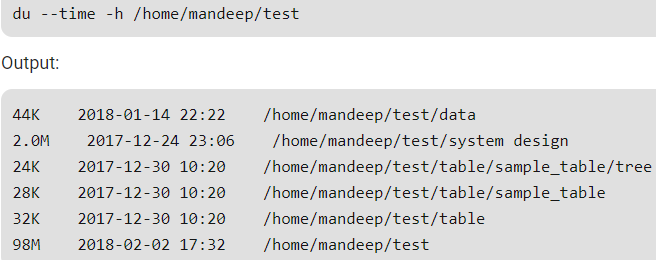 du --time -h /home/mandeep/test
Output:
44K    2018-01-14 22:22    /home/mandeep/test/data
2.0M    2017-12-24 23:06    /home/mandeep/test/system design
24K    2017-12-30 10:20    /home/mandeep/test/table/sample_table/tree
28K    2017-12-30 10:20    /home/mandeep/test/table/sample_table
32K    2017-12-30 10:20    /home/mandeep/test/table
98M    2018-02-02 17:32    /home/mandeep/test